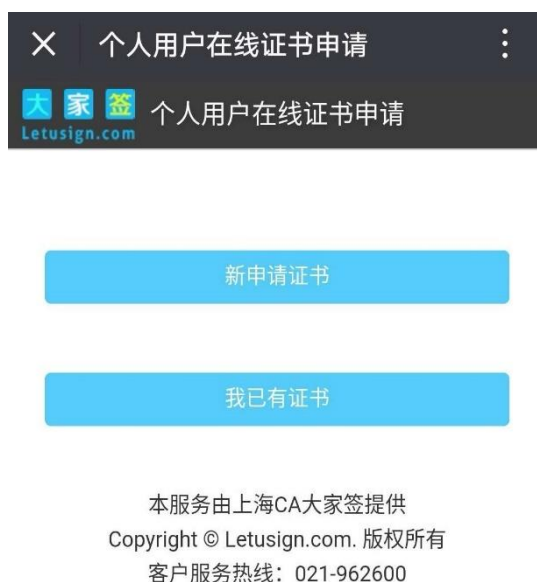 个人用户在线证书申请
大家签 个人用户在线证书申请
Letusign.com
新申请证书
我已有证书
本服务由上海CA大家签提供
Copyright © Letusign.com. 版权所有
客户服务热线：021-962600